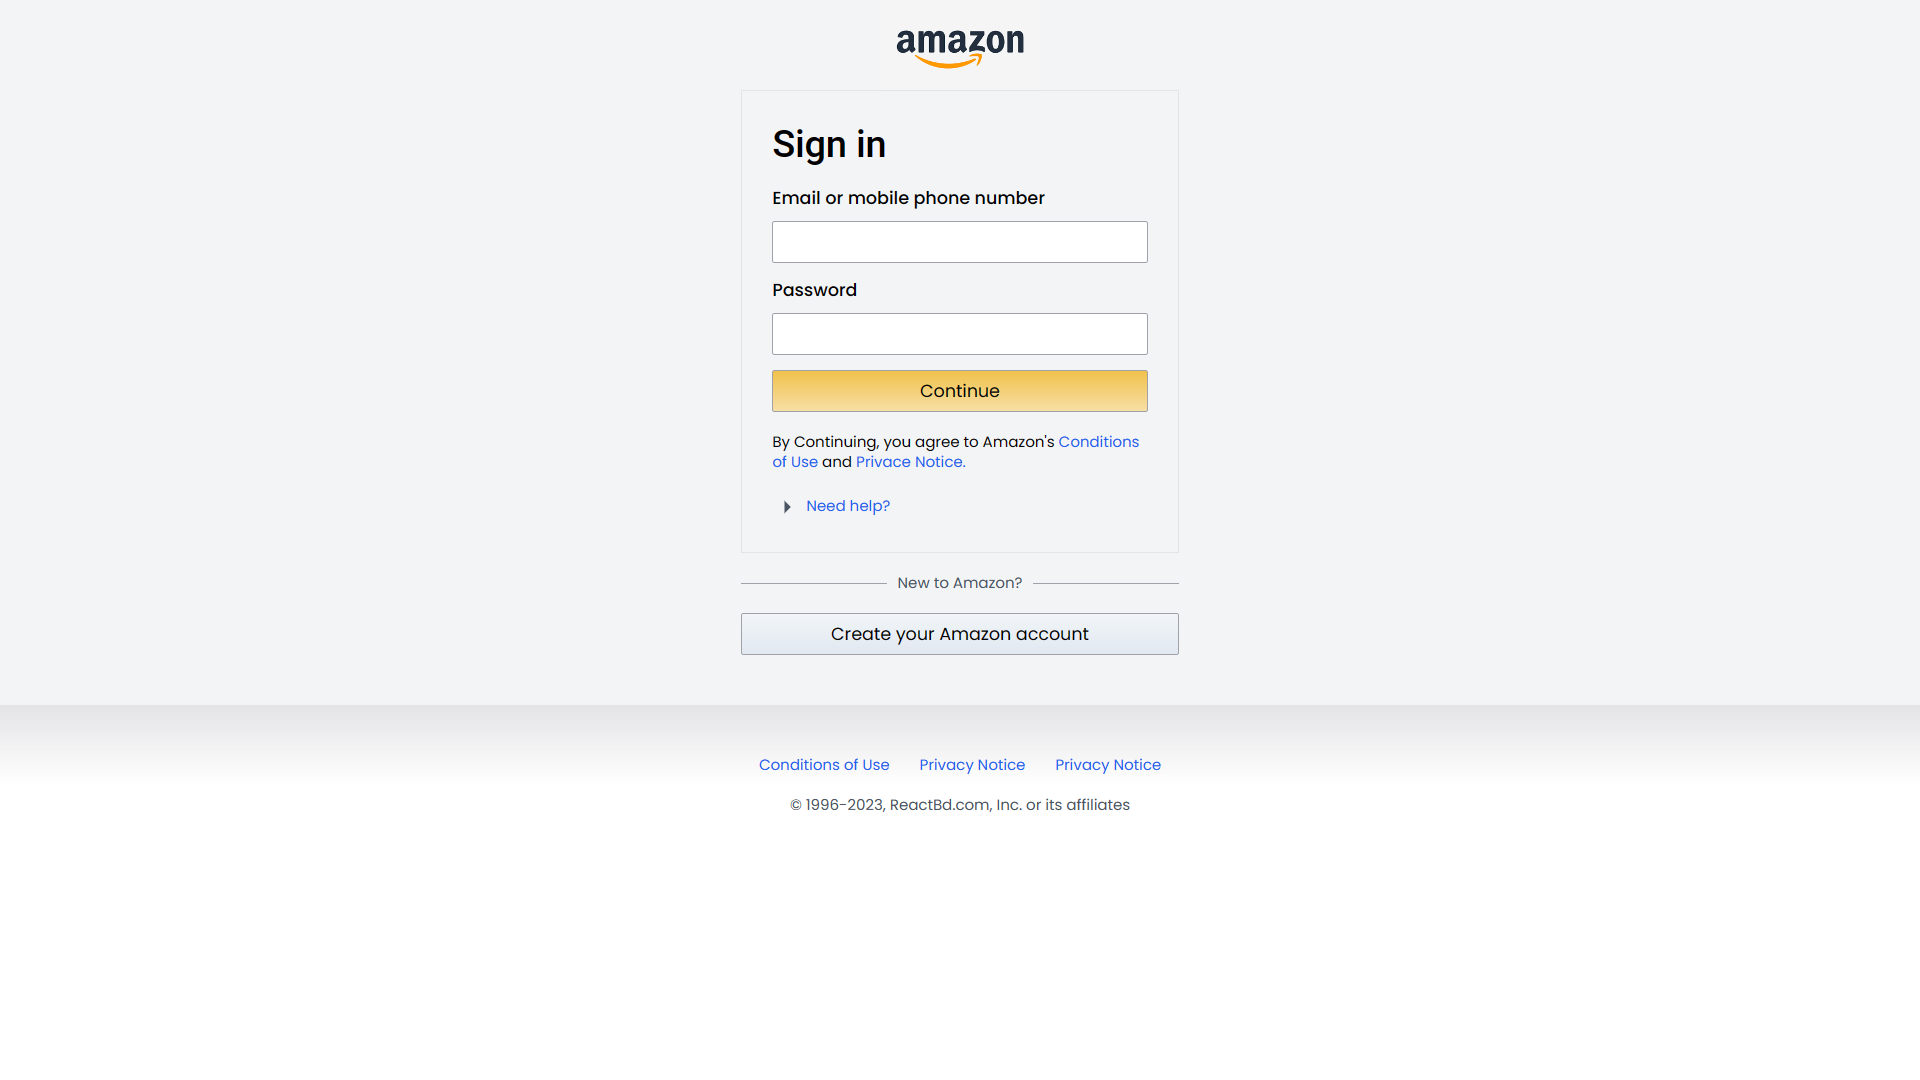 amazon
Sign in
Email or mobile phone number
Password
Continue
By Continuing, you agree to Amazon's Conditions
of Use and Privace Notice.
Need help?
New to Amazon?
Create your Amazon account
Conditions of Use Privacy Notice Privacy Notice
© 1996-2023, ReactBd.com, Inc. or its affiliates